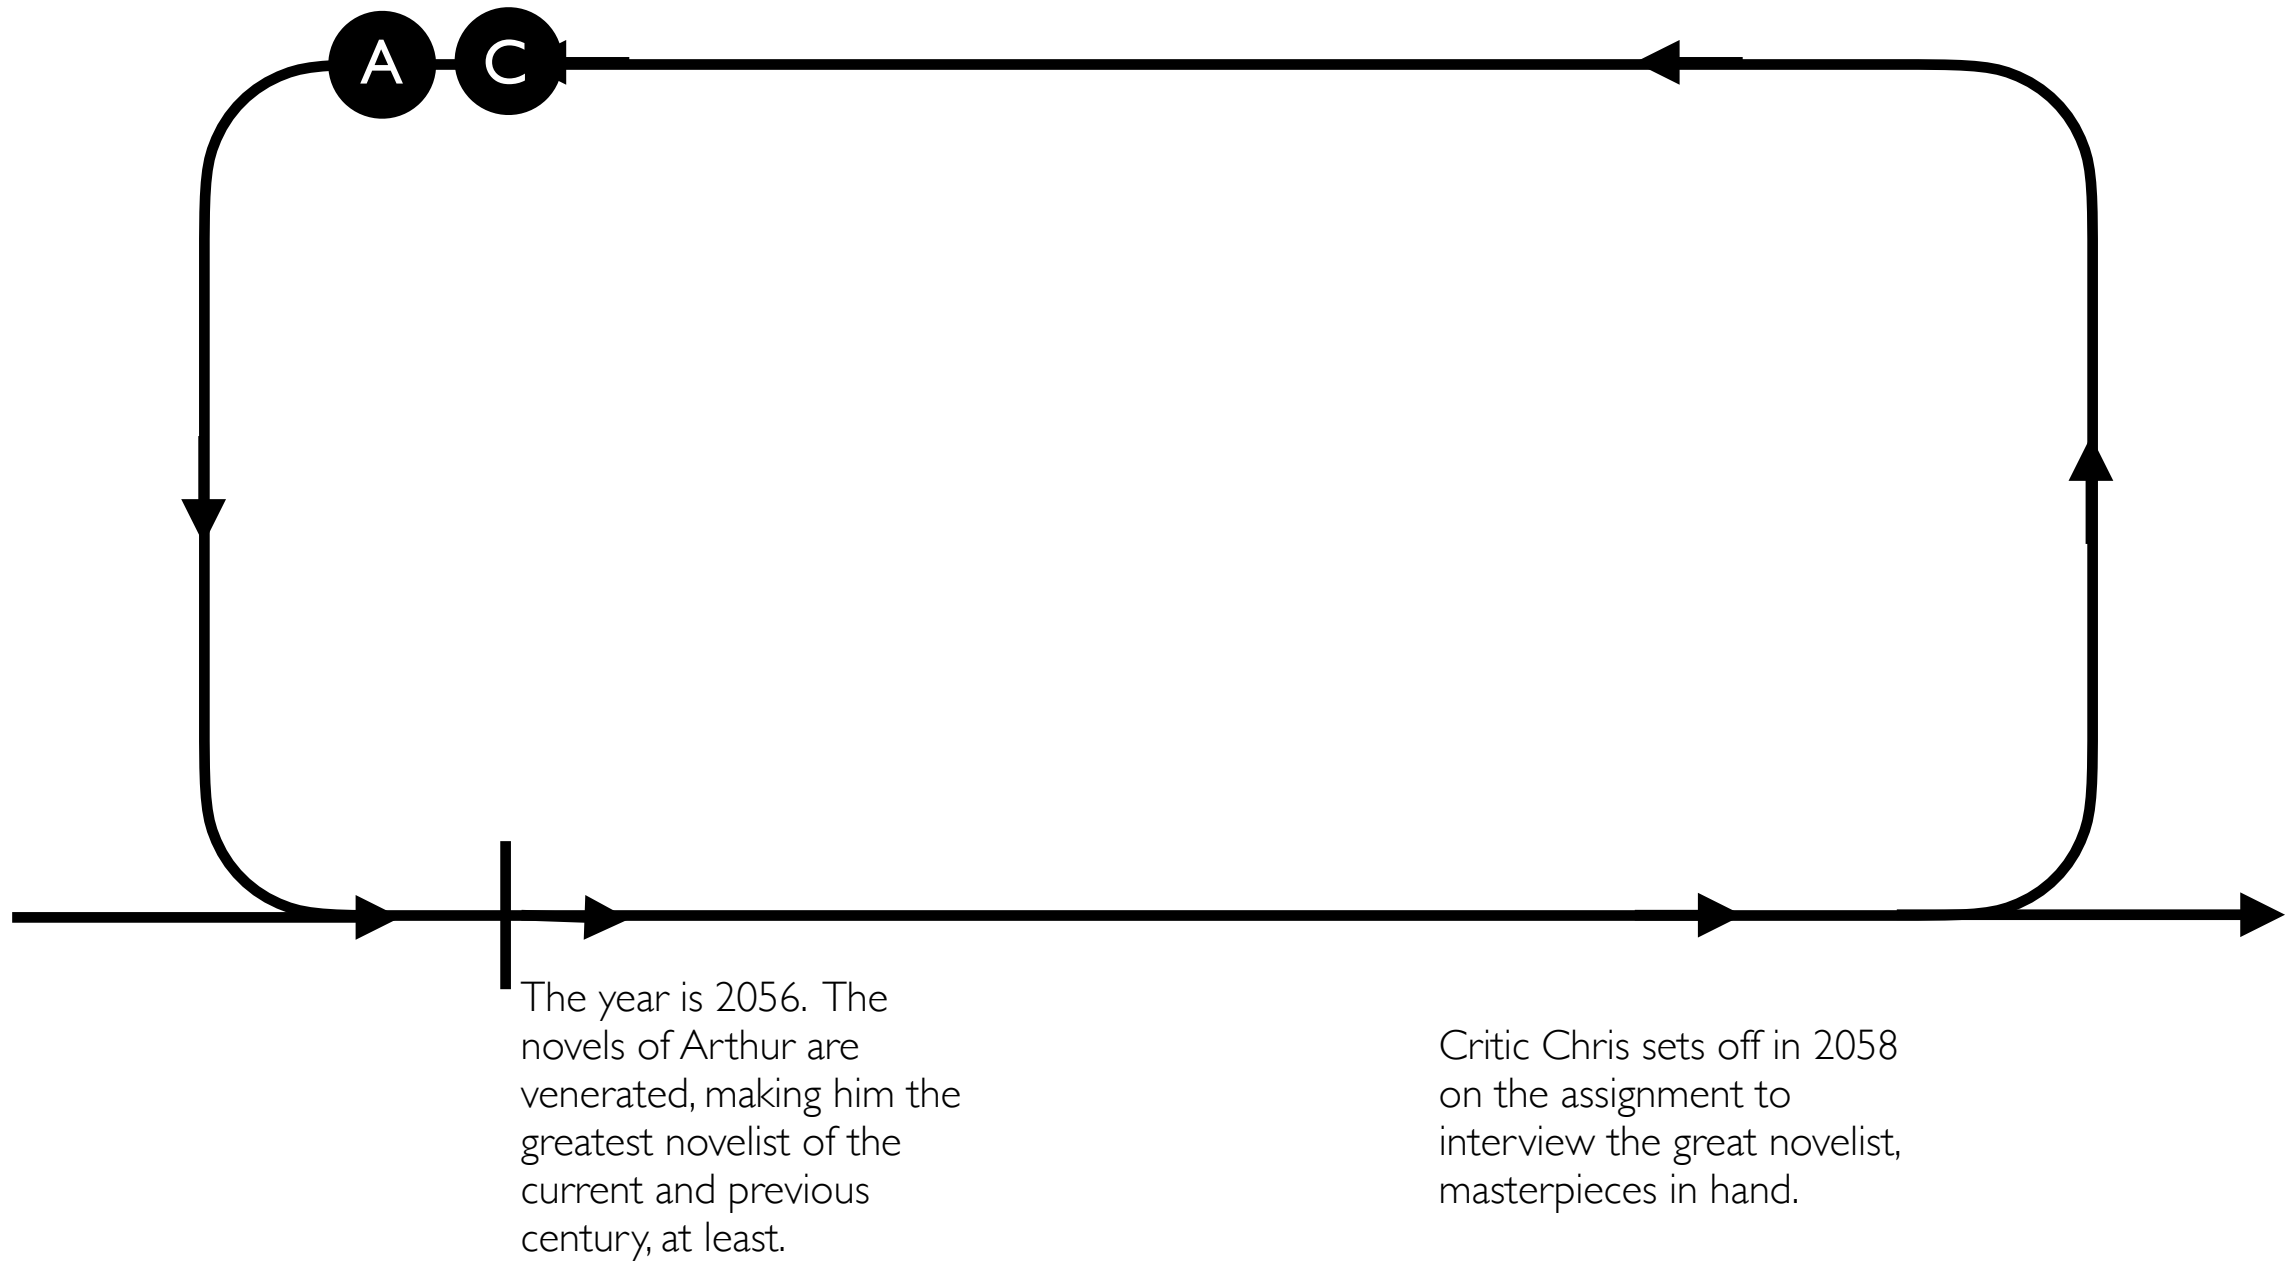 A C
The year is 2056. The
novels of Arthur are
venerated, making him the
greatest novelist of the
current and previous
century, at least.
Critic Chris sets off in 2058
on the assignment to
interview the great novelist,
masterpieces in hand.